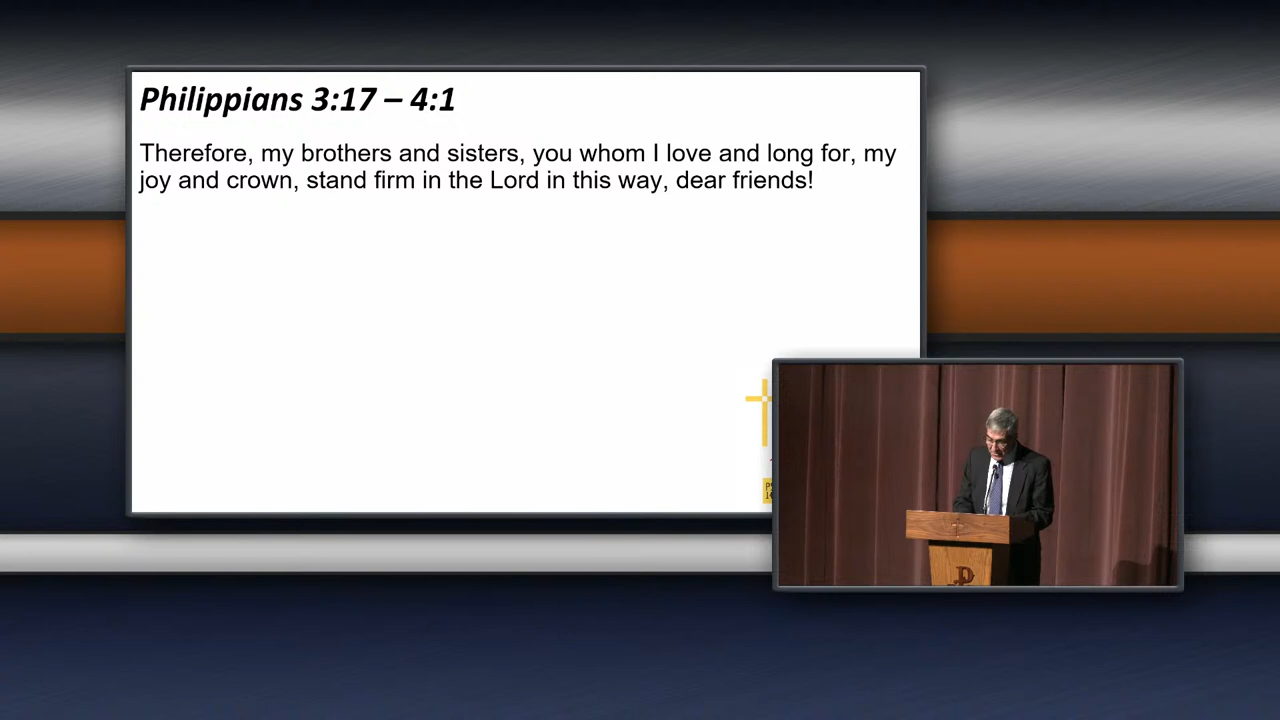 Philippians 3:17 – 4:1
Therefore, my brothers and sisters, you whom I love and long for, my
joy and crown, stand firm in the Lord in this way, dear friends!